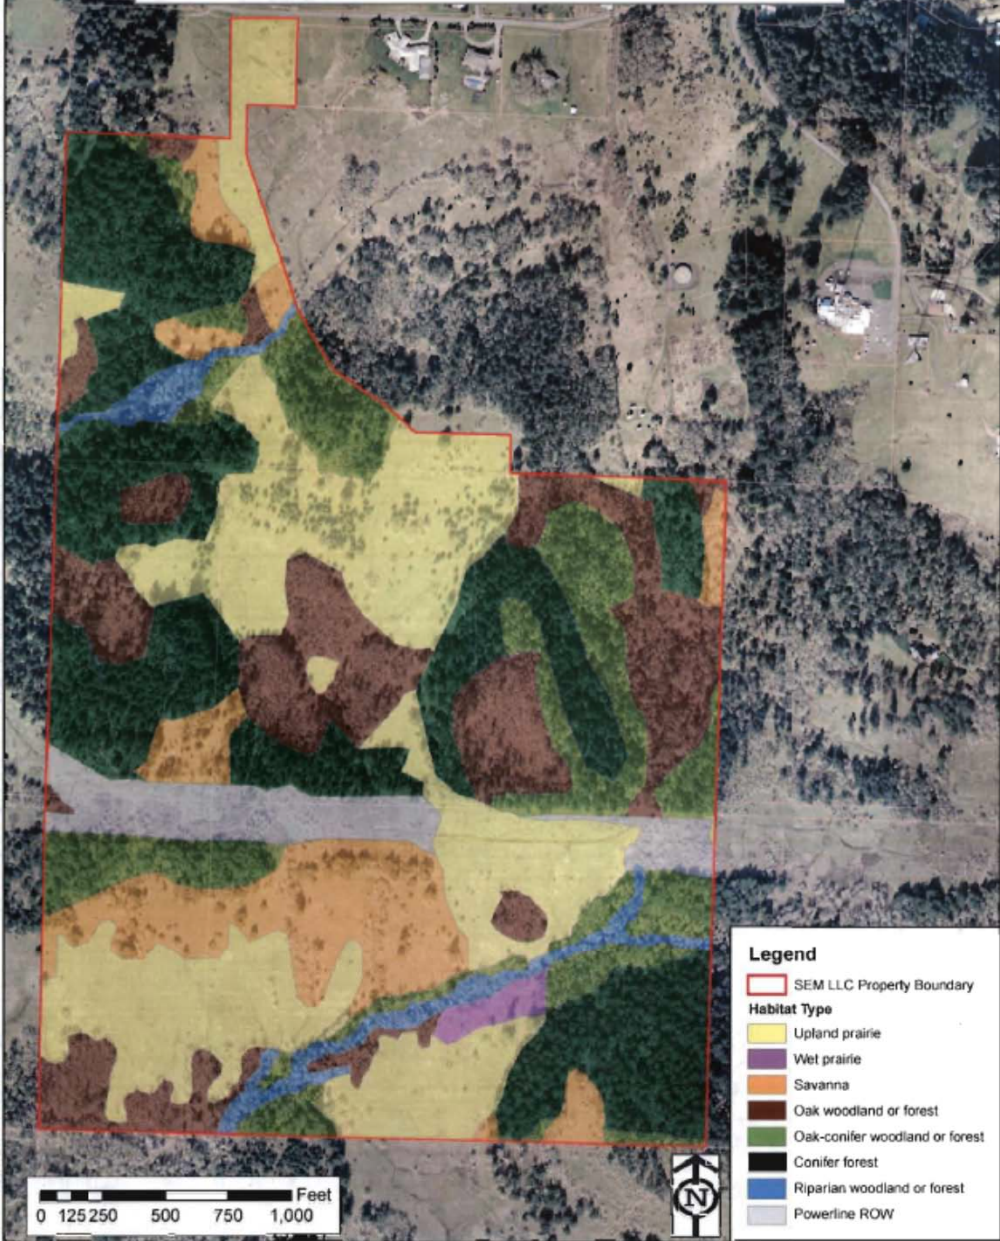 Legend
SEM LLC Property Boundary
Habitat Type
Upland prairie
Wet prairie
Savanna
Oak woodland or forest
Oak-conifer woodland or forest
Conifer forest
Riparian woodland or forest
Powerline ROW
Feet
0 125 250 500 750 1,000
N